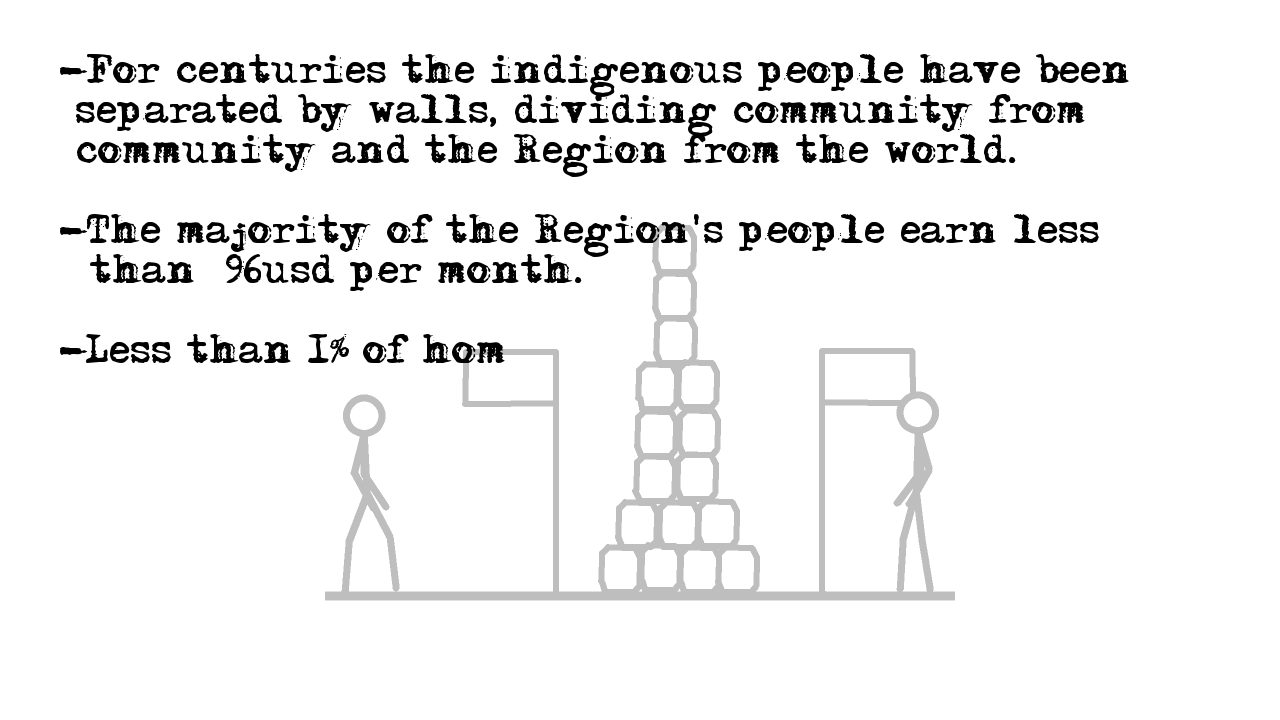 -For centuries the indigenous people have been
separated by walls, dividing community from
community and the Region from the world.
-The majority of the Region's people earn less
than 96usd per month.
-Less than 1% of hom